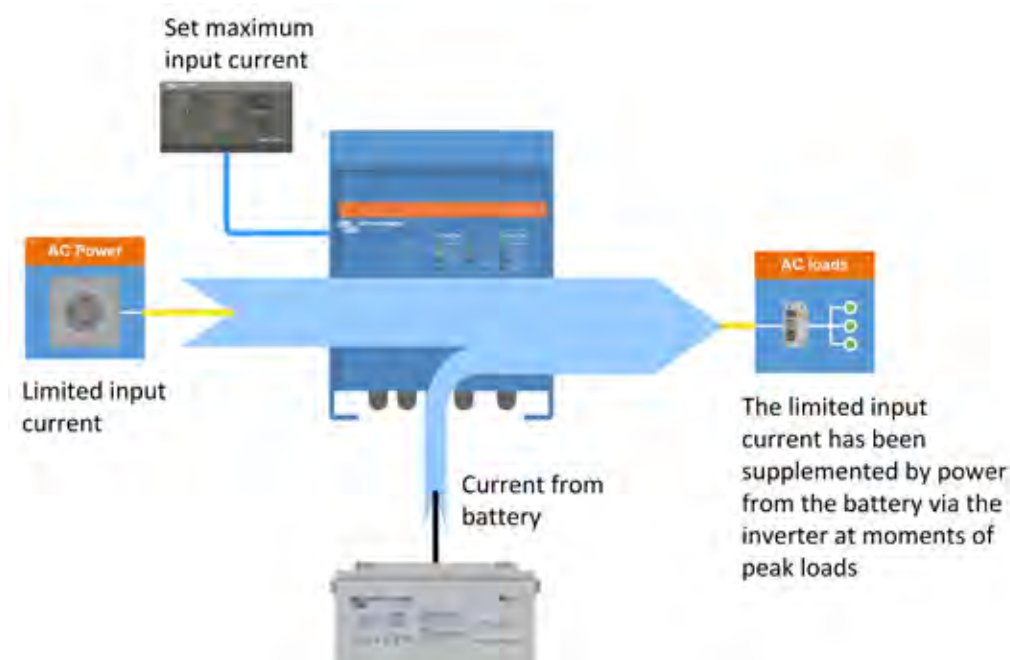 Set maximum
input current
AC Power
AC loads
Limited input
current
The limited input
current has been
supplemented by power
from the battery via the
inverter at moments of
peak loads
Current from
battery